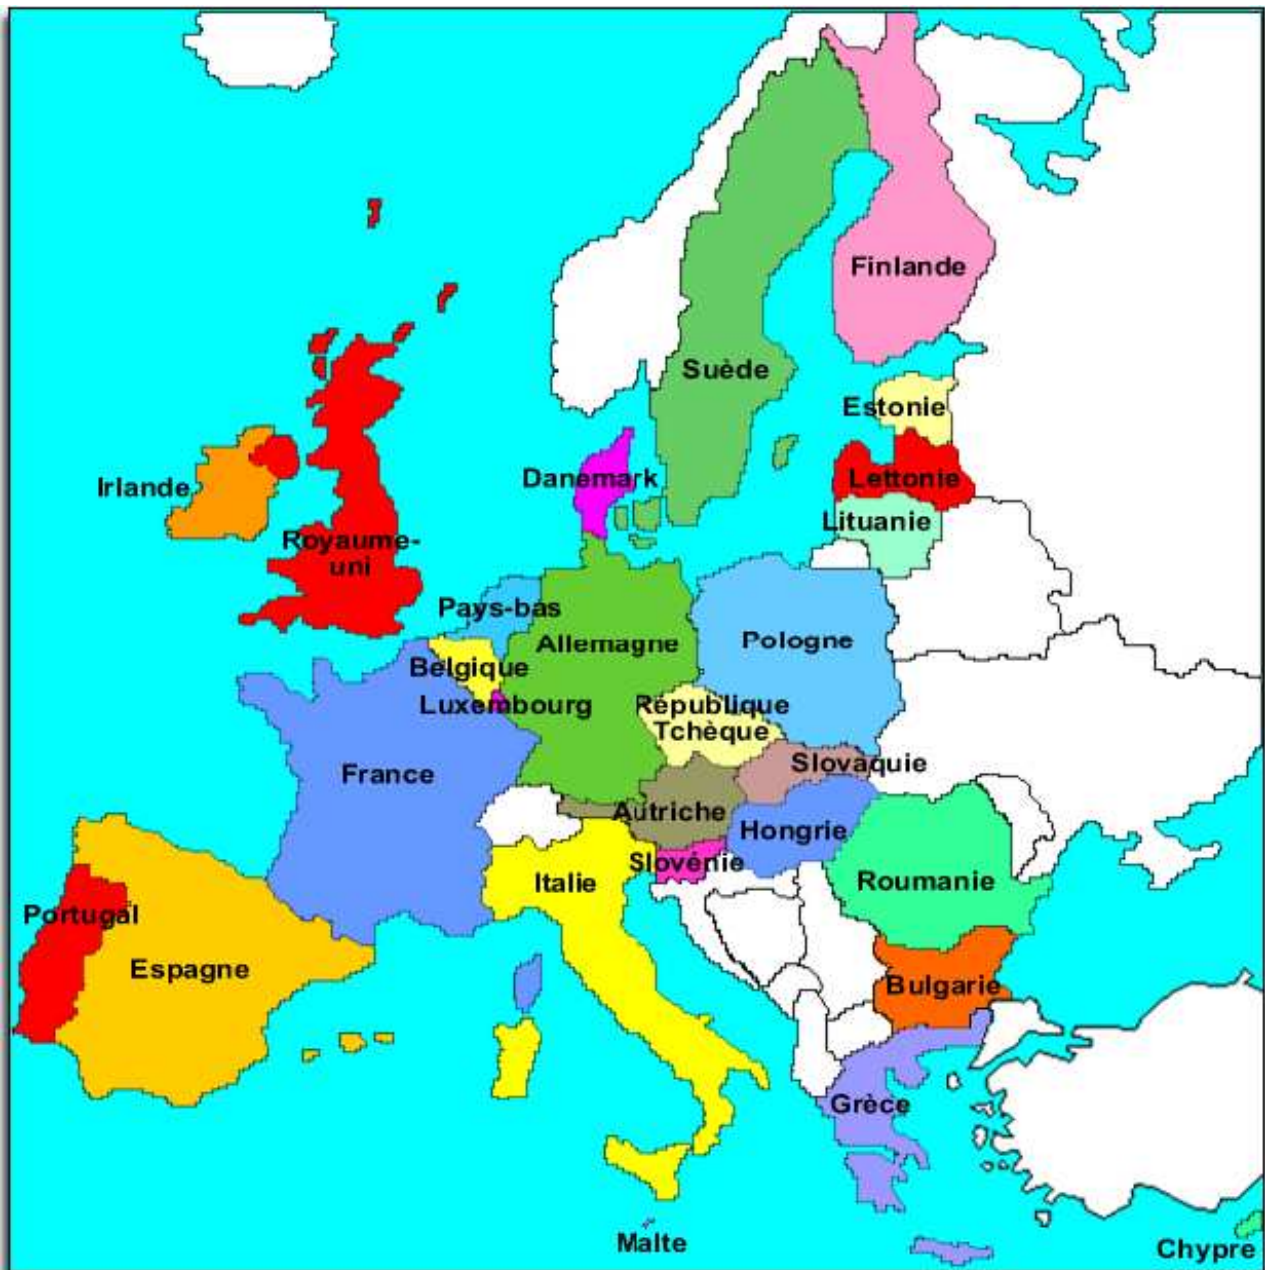 Finlande
Suède
Estonie
Lettonie
Danemark
Irlande
Lituanie
Royaume-
uni
Pays-bas
Allemagne
Pologne
Belgique
Luxembourg
République
Tchèque
Slovaquie
France
Autriche
Hongrie
Slovénie
Italie
Roumanie
Portugal
Espagne
Bulgarie
Grèce
Malte
Chypre